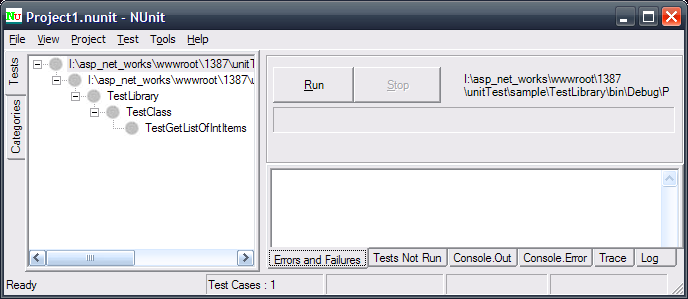 Project1.nunit - NUnit
File View Project Test Tools Help
Tests
Categories
I:\asp_net_works\wwwroot\1387\unitT
I:\asp_net_works\wwwroot\1387\u
TestLibrary
TestClass
TestGetListOfIntItems
Run
Stop
I:\asp_net_works\wwwroot\1387
\unitTest\sample\TestLibrary\bin\Debug\P
Errors and Failures
Tests Not Run
Console.Out
Console.Error
Trace
Log
Ready
Test Cases : 1